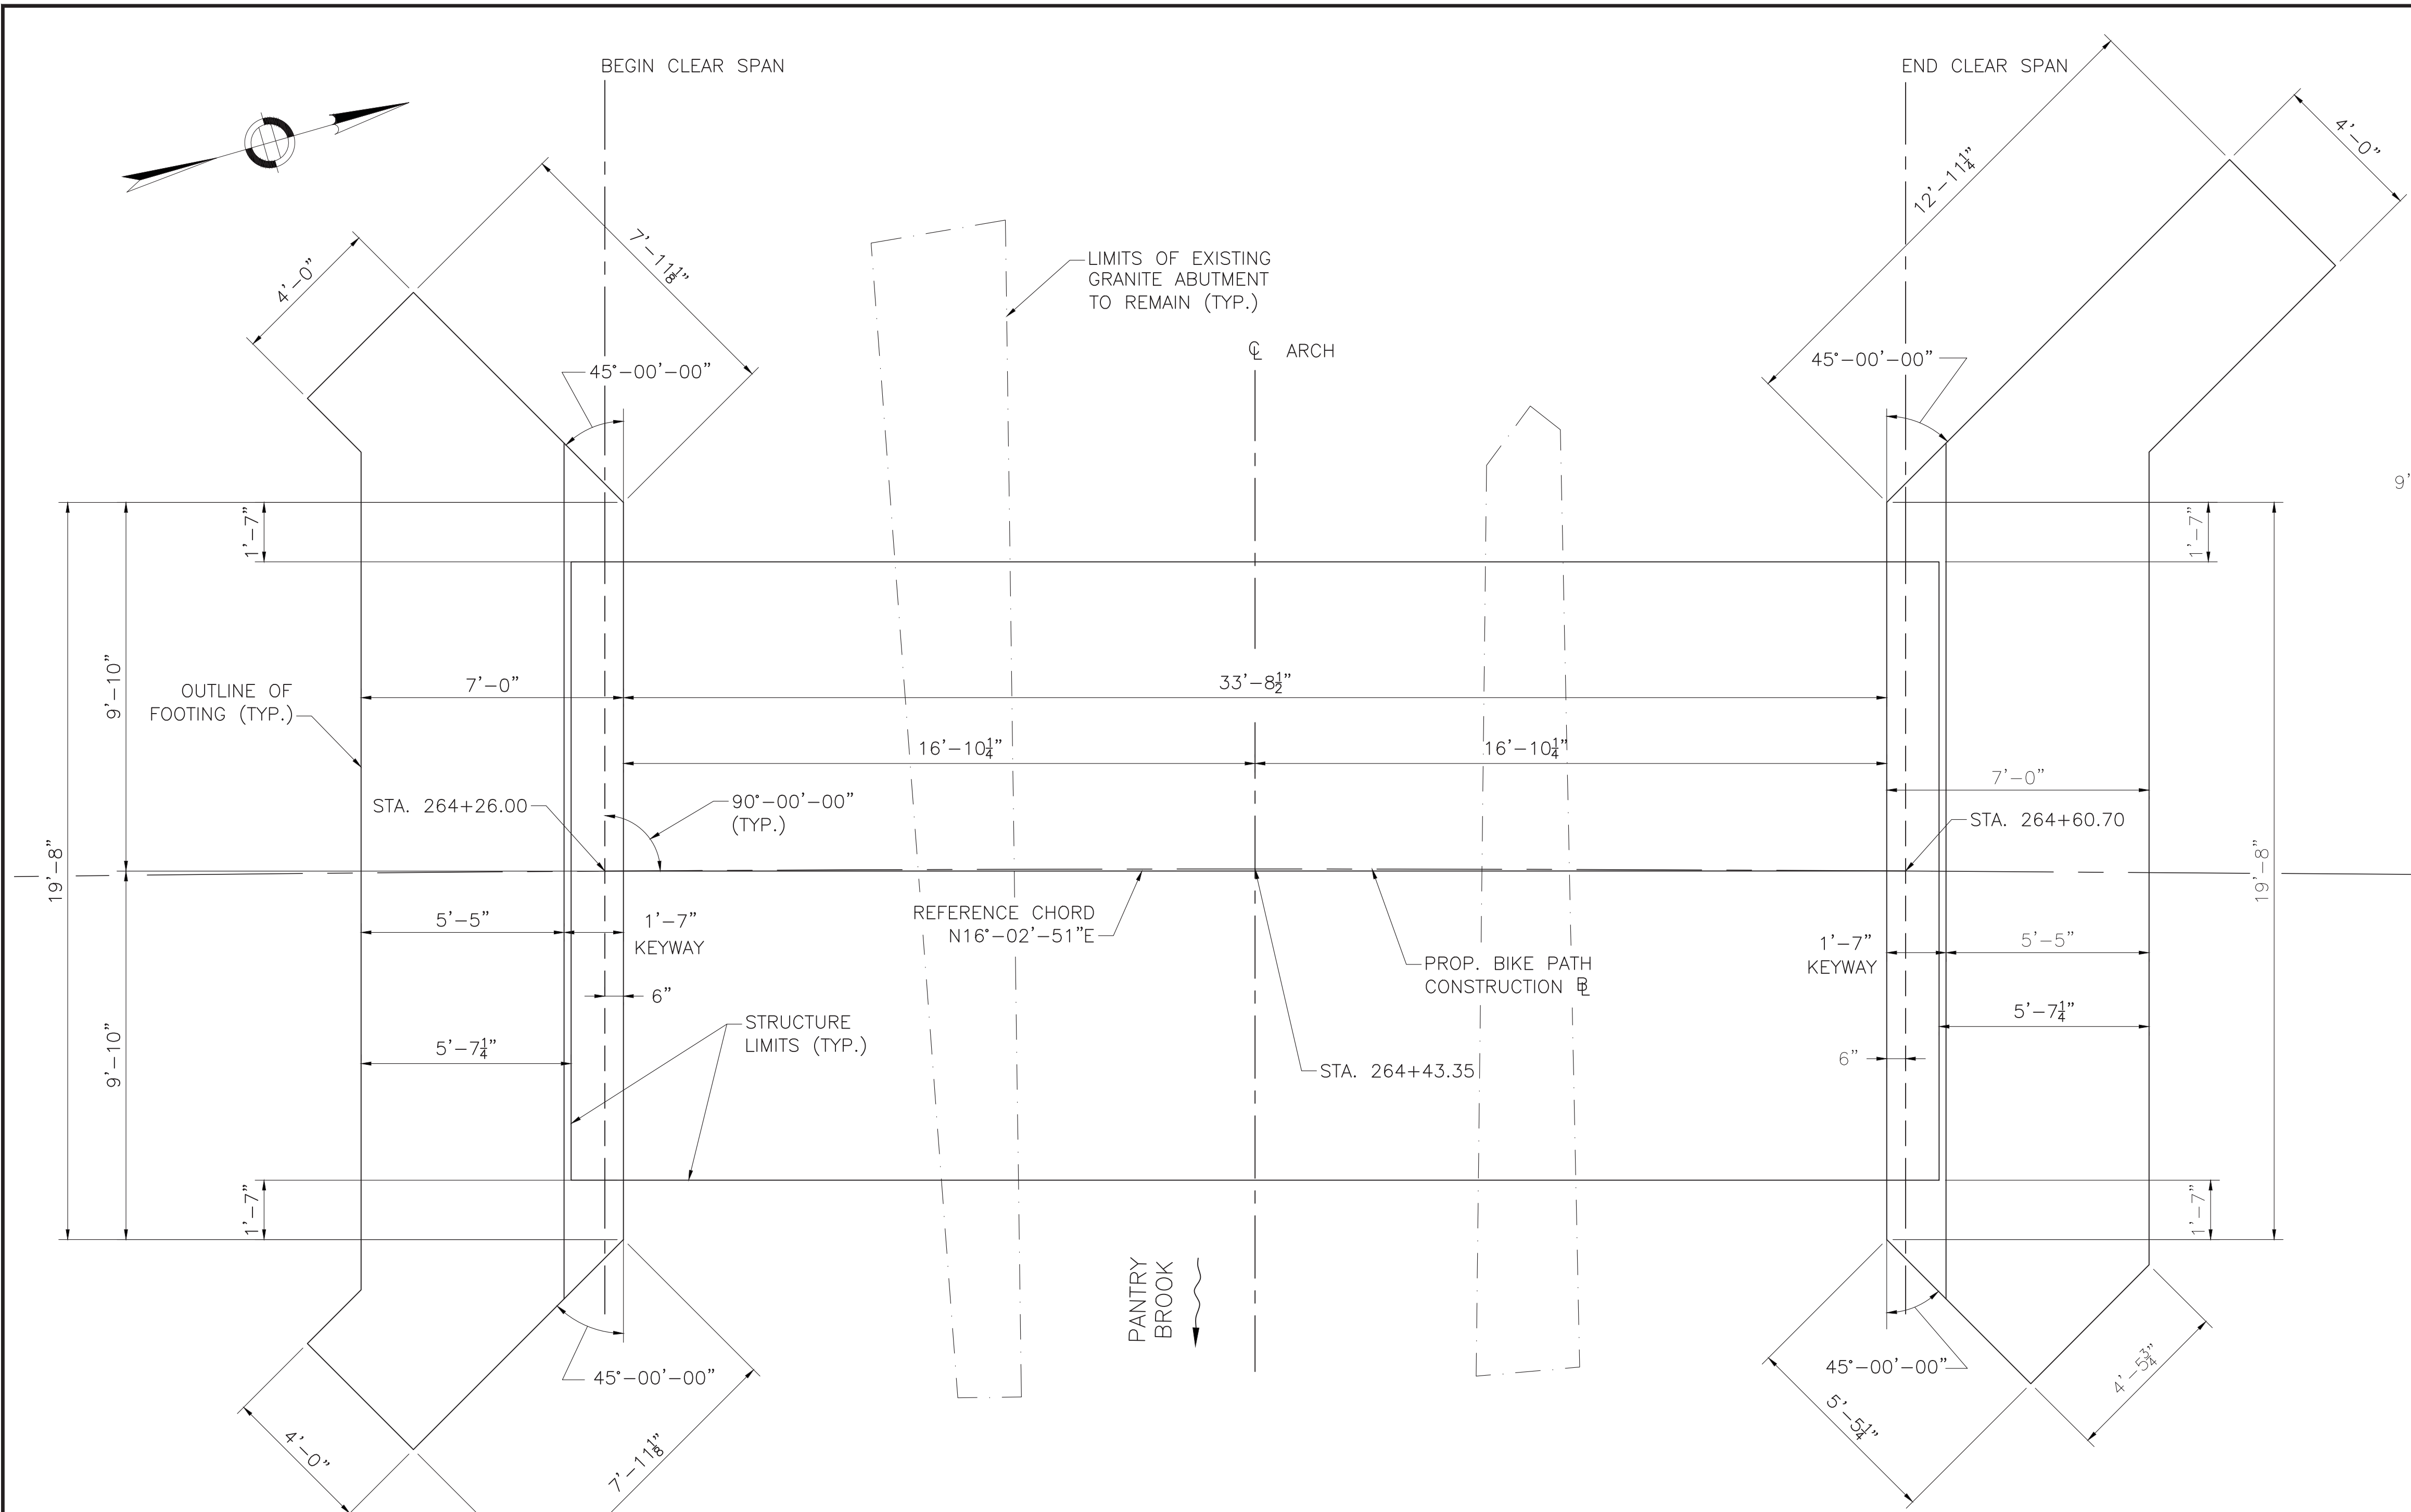 BEGIN CLEAR SPAN
END CLEAR SPAN
12'-11¼"
4'-0"
7'-11⅛"
4'-0"
LIMITS OF EXISTING
GRANITE ABUTMENT
TO REMAIN (TYP.)
℄ ARCH
45°-00'-00"
45°-00'-00"
9'
1'-7"
1'-7"
9'-10"
OUTLINE OF
FOOTING (TYP.)
7'-0"
33'-8½"
16'-10¼"
16'-10¼"
7'-0"
STA. 264+26.00
90°-00'-00"
(TYP.)
STA. 264+60.70
19'-8"
19'-8"
5'-5"
1'-7"
KEYWAY
REFERENCE CHORD
N16°-02'-51"E
PROP. BIKE PATH
CONSTRUCTION BL
1'-7"
KEYWAY
5'-5"
6"
5'-7¼"
STRUCTURE
LIMITS (TYP.)
9'-10"
5'-7¼"
STA. 264+43.35
6"
1'-7"
1'-7"
PANTRY
BROOK
45°-00'-00"
45°-00'-00"
4'-5¾"
5'-5¼"
4'-0"
7'-11⅛"